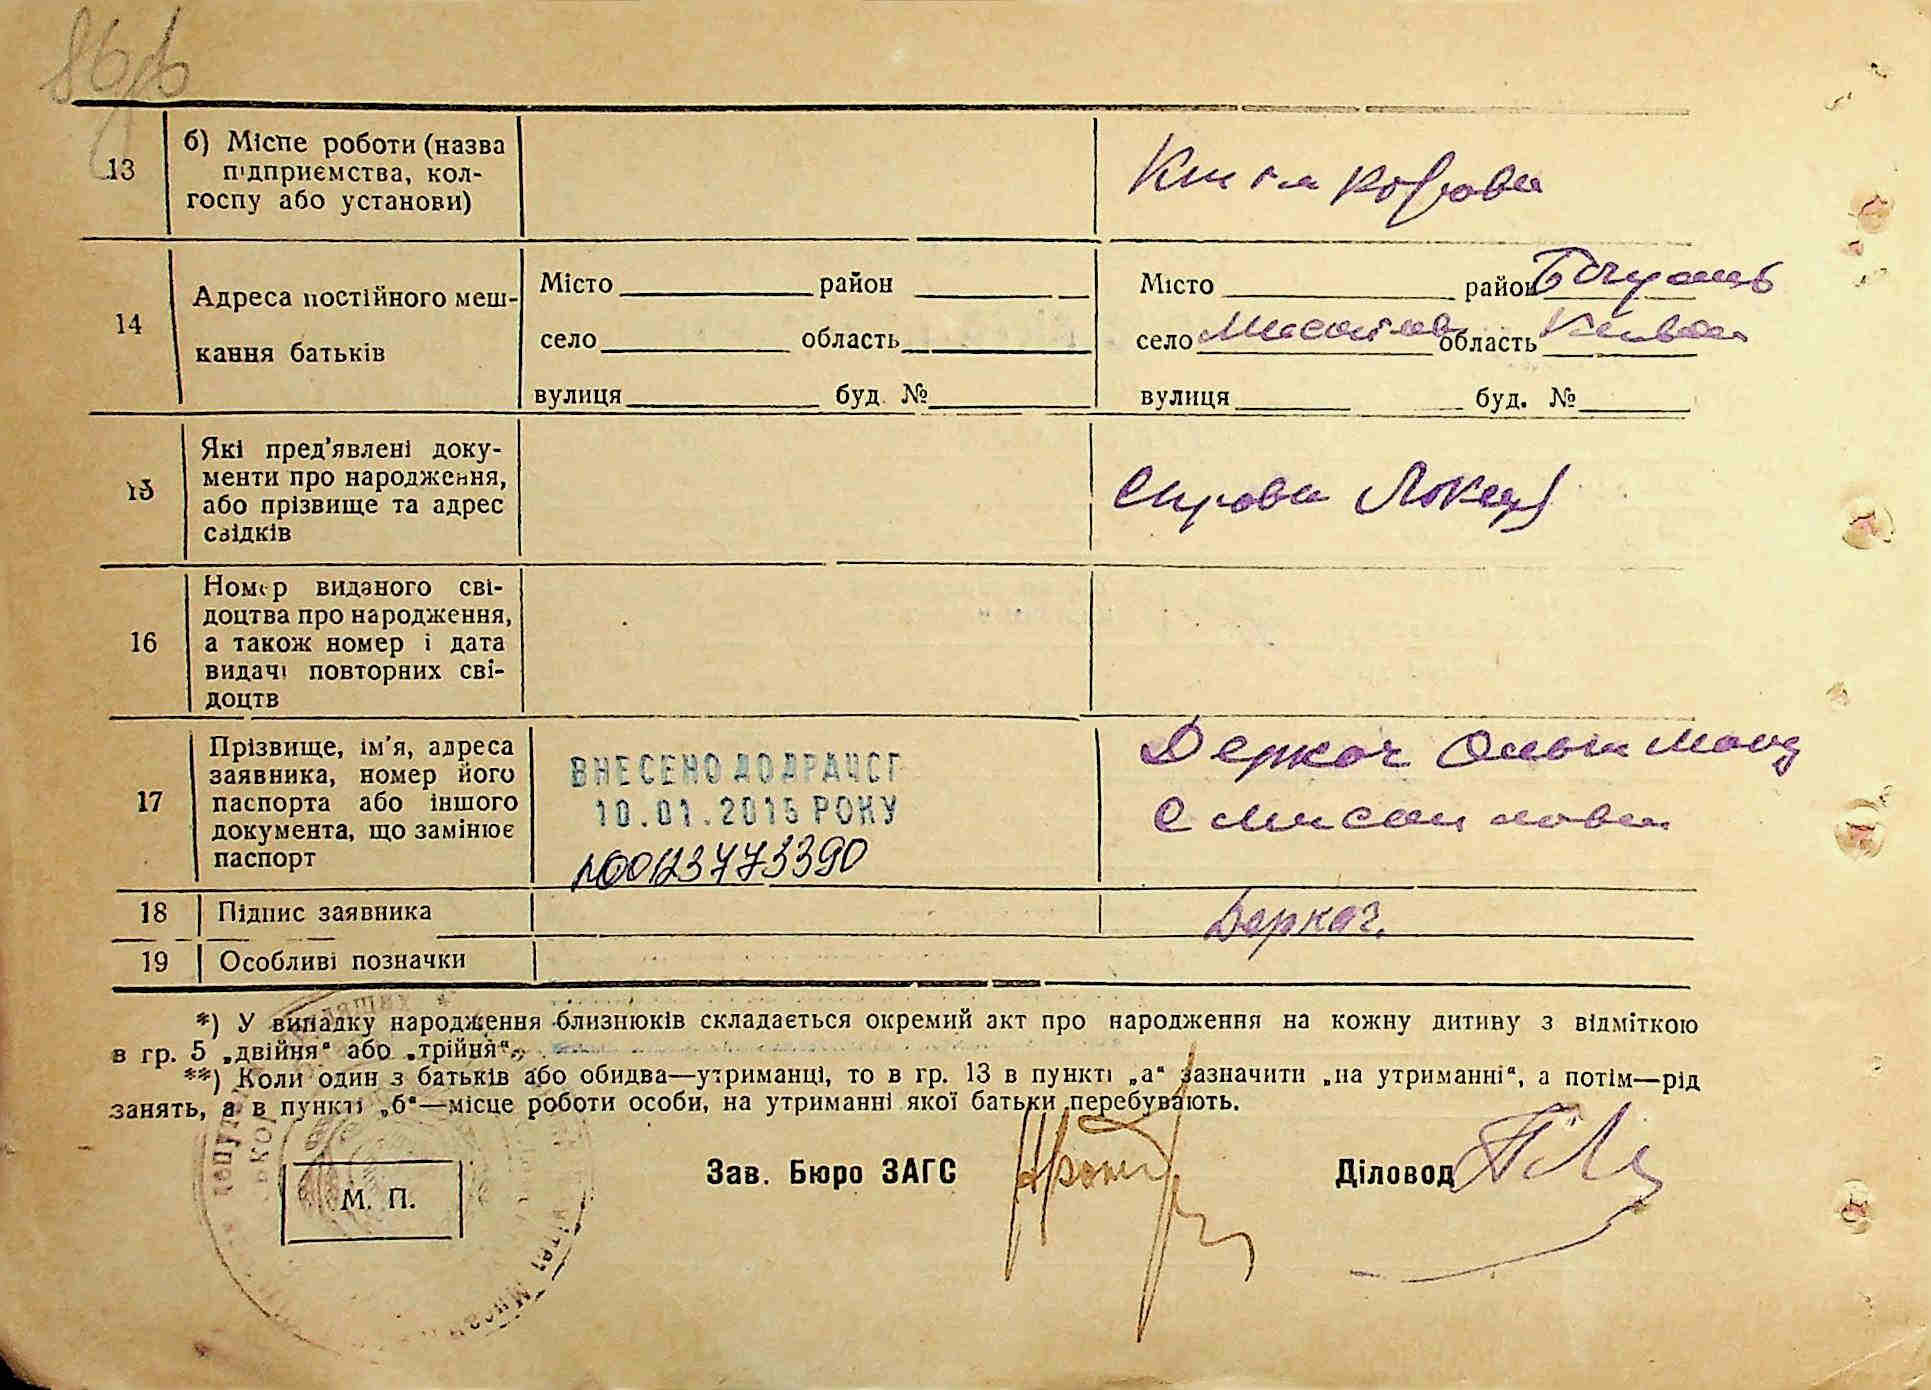 13
б) Місце роботи (назва
підприємства, кол-
госпу або установи)
14
Адреса постійного меш-
кання батьків
Місто район
село область
вулиця буд. №
Місто район
село область
вулиця буд. №
15
Які пред'явлені доку-
менти про народження,
або прізвище та адрес
свідків
16
Номер виданого сві-
доцтва про народження,
а також номер і дата
видачі повторних сві-
доцтв
17
Прізвище, ім'я, адреса
заявника, номер його
паспорта або іншого
документа, що замінює
паспорт
ВНЕСЕНО ДО ДРАЦСГ
10.01.2015 РОКУ
№00123773390
Деркач
с
18
Підпис заявника
Деркач.
19
Особливі позначки
*) У випадку народження близнюків складається окремий акт про народження на кожну дитину з відміткою
в гр. 5 „двійня“ або „трійня“.
**) Коли один з батьків або обидва—утриманці, то в гр. 13 в пункті „а“ зазначити „на утриманні“, а потім—рід
занять, а в пункті „б“—місце роботи особи, на утриманні якої батьки перебувають.
М. П.
Зав. Бюро ЗАГС
Діловод